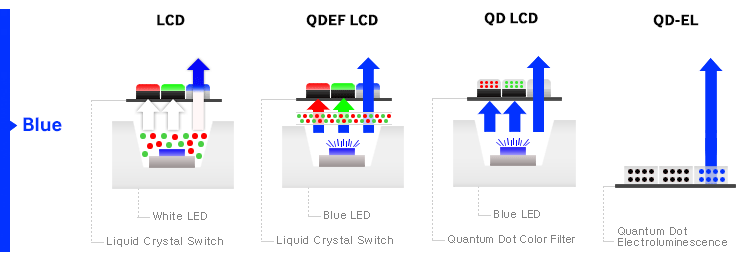 LCD
QDEF LCD
QD LCD
QD-EL
Blue
White LED
Liquid Crystal Switch
Blue LED
Liquid Crystal Switch
Blue LED
Quantum Dot Color Filter
Quantum Dot
Electroluminescence